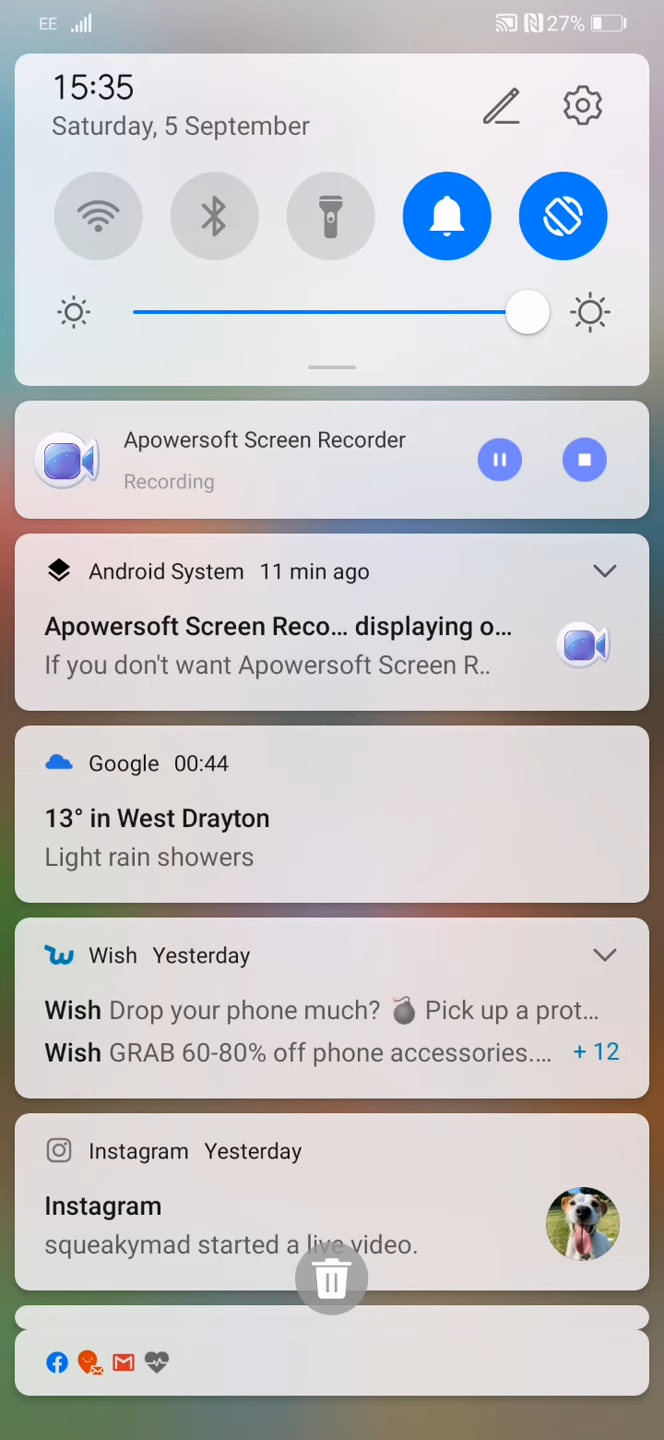 EE 27%
15:35
Saturday, 5 September
Apowersoft Screen Recorder
Recording
Android System 11 min ago
Apowersoft Screen Reco... displaying o...
If you don't want Apowersoft Screen R..
Google 00:44
13° in West Drayton
Light rain showers
Wish Yesterday
Wish Drop your phone much? 💣 Pick up a prot...
Wish GRAB 60-80% off phone accessories.... + 12
Instagram Yesterday
Instagram
squeakymad started a live video.